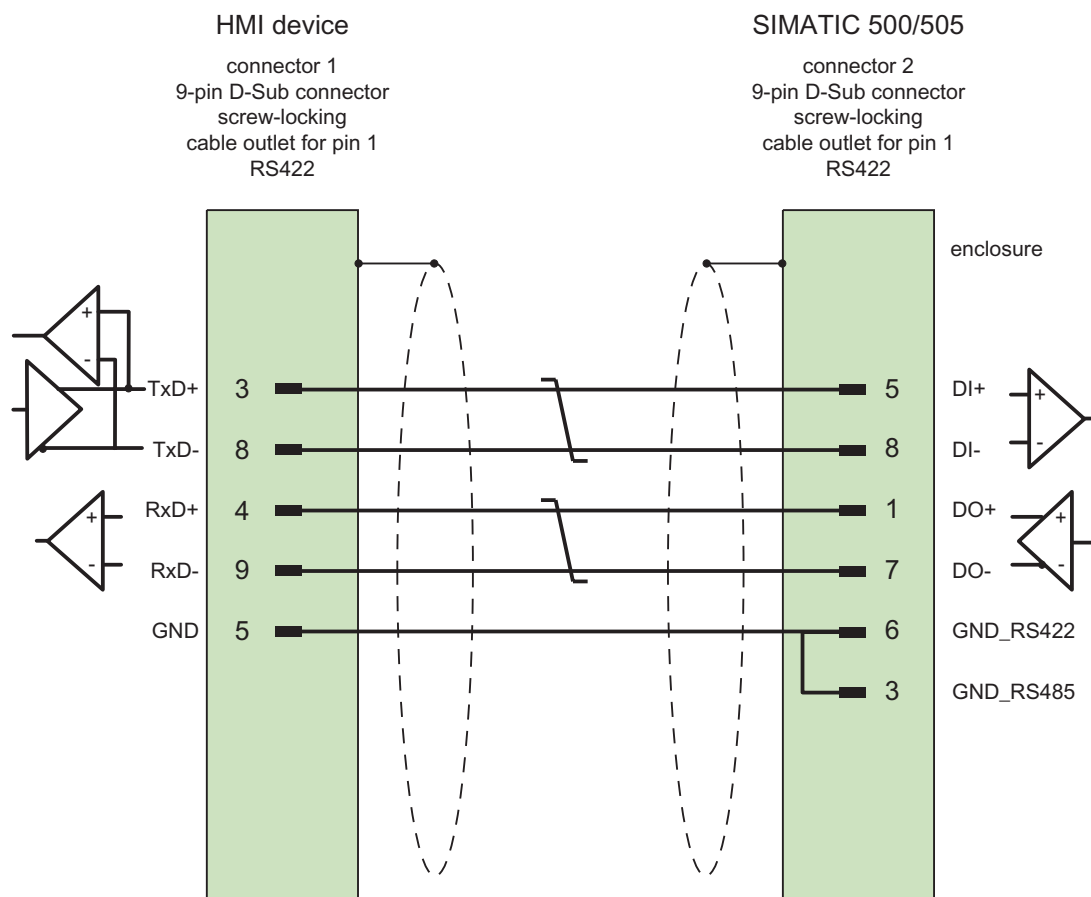 HMI device
connector 1
9-pin D-Sub connector
screw-locking
cable outlet for pin 1
RS422
SIMATIC 500/505
connector 2
9-pin D-Sub connector
screw-locking
cable outlet for pin 1
RS422
enclosure
+
-
TxD+ 3 5 DI+ +
TxD- 8 8 DI- -
RxD+ 4 1 DO+ +
+
RxD- 9 7 DO- -
-
GND 5 6 GND_RS422
3 GND_RS485